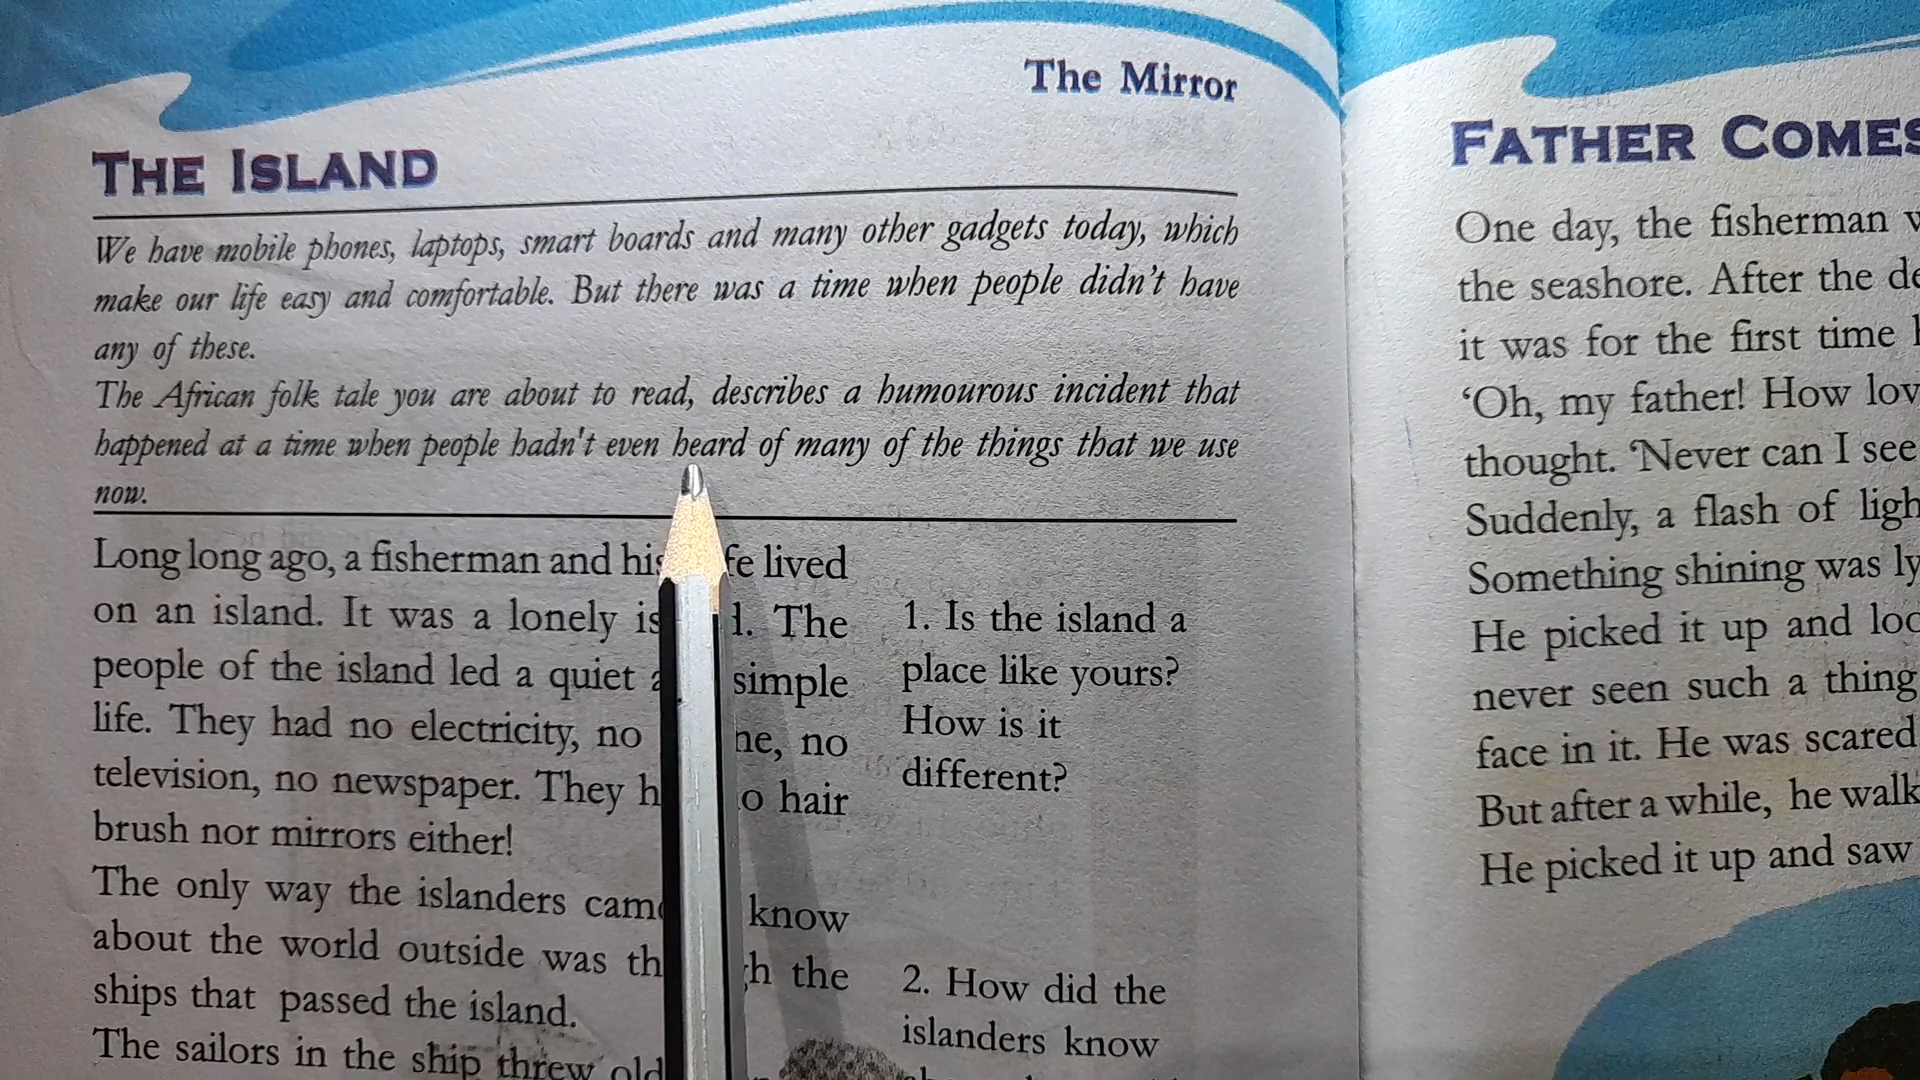 The Mirror
THE ISLAND
We have mobile phones, laptops, smart boards and many other gadgets today, which
make our life easy and comfortable. But there was a time when people didn't have
any of these.
The African folk tale you are about to read, describes a humourous incident that
happened at a time when people hadn't even heard of many of the things that we use
now.
Long long ago, a fisherman and lived
on an island. It was a lonely The
people of the island led a quiet simple
life. They had no electricity, no no
television, no newspaper. They hair
brush nor mirrors either!
The only way the islanders know
about the world outside was the
ships that passed the island.
The sailors in the ship threw old
1. Is the island a
place like yours?
How is it
different?
2. How did the
islanders know
FATHER COMES
One day, the fisherman
the seashore. After the
it was for the first time
'Oh, my father! How
thought. 'Never can I see
Suddenly, a flash of
Something shining was
He picked it up and
never seen such a thing
face in it. He was scared
But after a while, he
He picked it up and saw